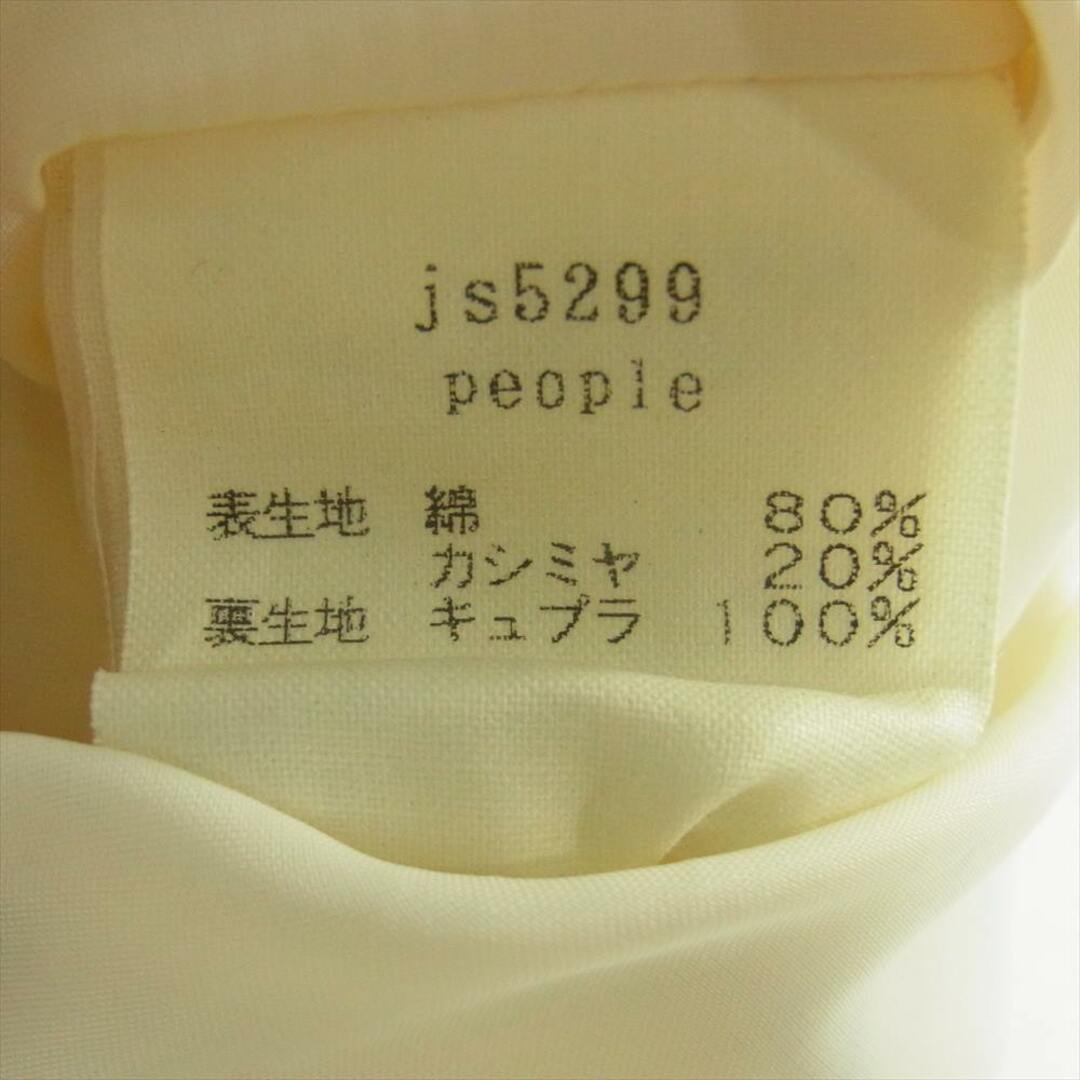 js5299
people
表生地 綿 80%
カシミヤ 20%
裏生地 キュプラ 100%